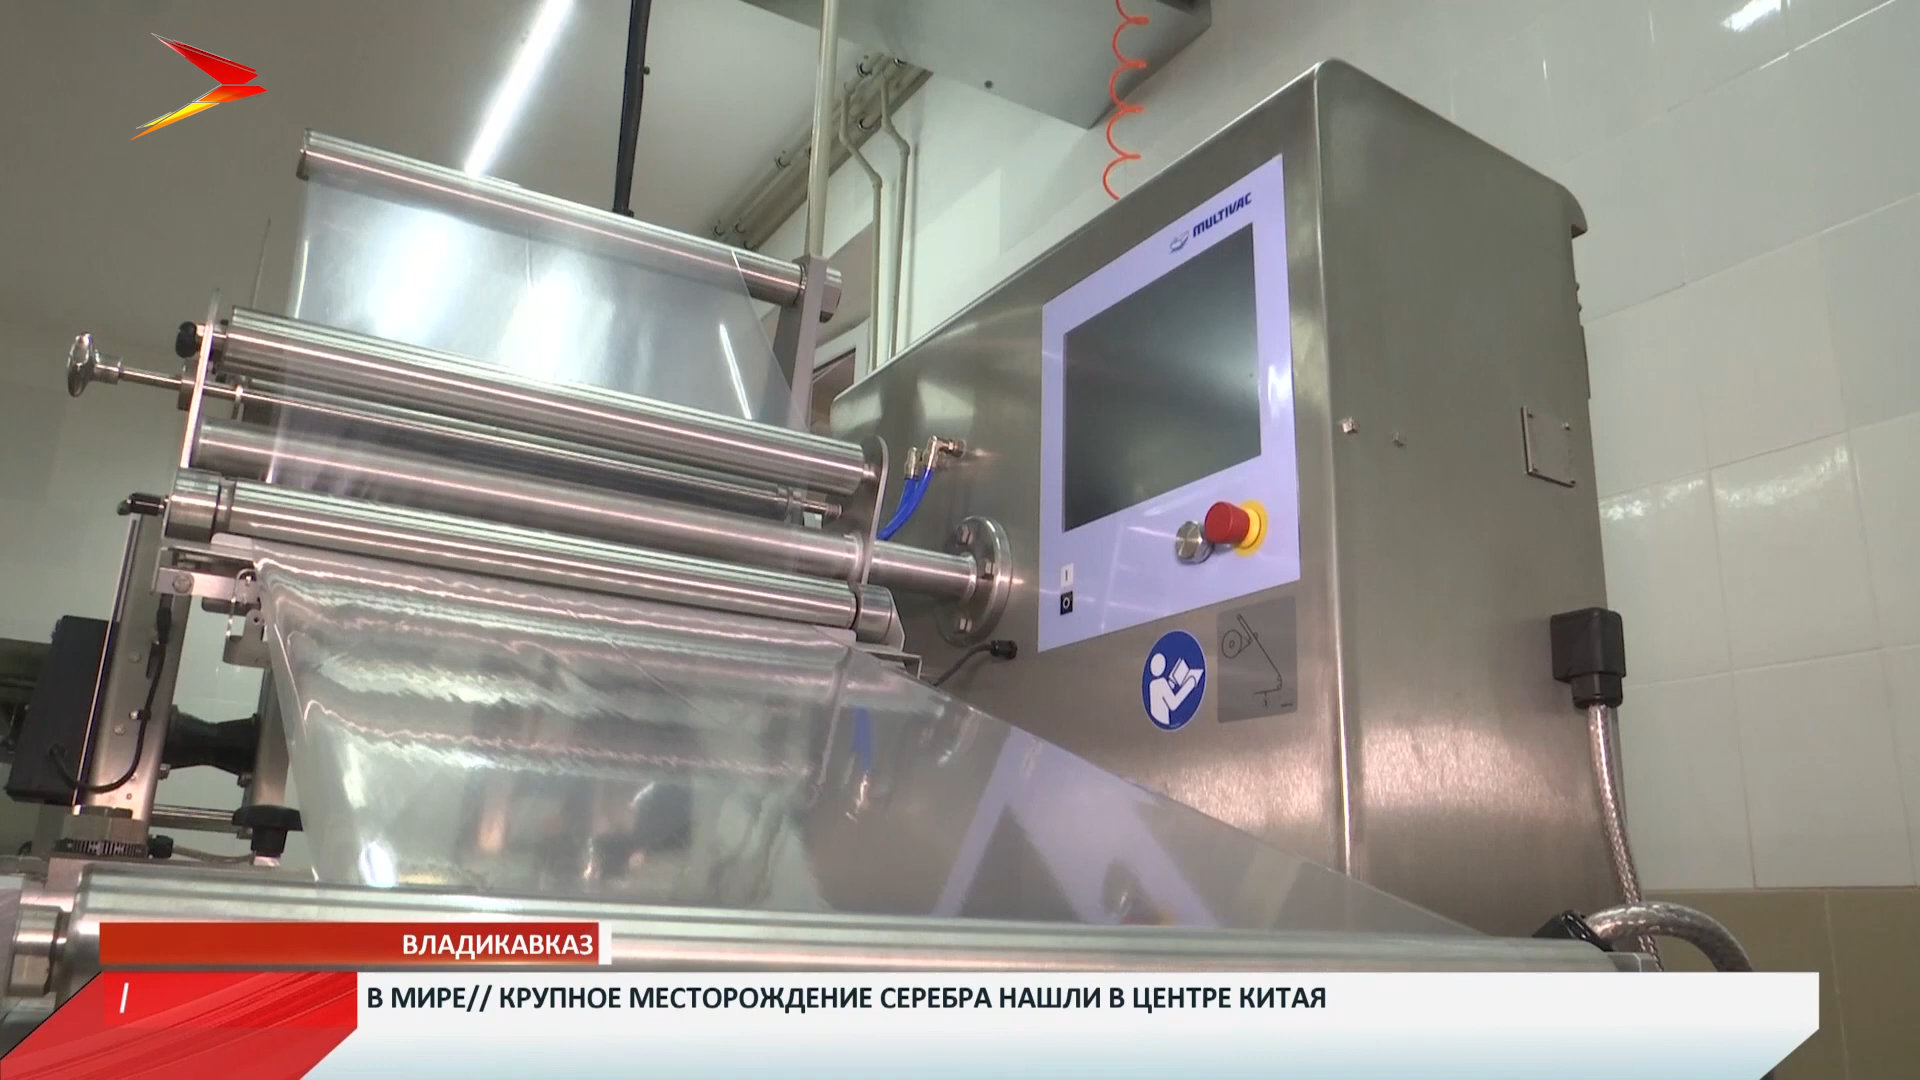 MULTIVAC
I
O
ВЛАДИКАВКАЗ
В МИРЕ// КРУПНОЕ МЕСТОРОЖДЕНИЕ СЕРЕБРА НАШЛИ В ЦЕНТРЕ КИТАЯ